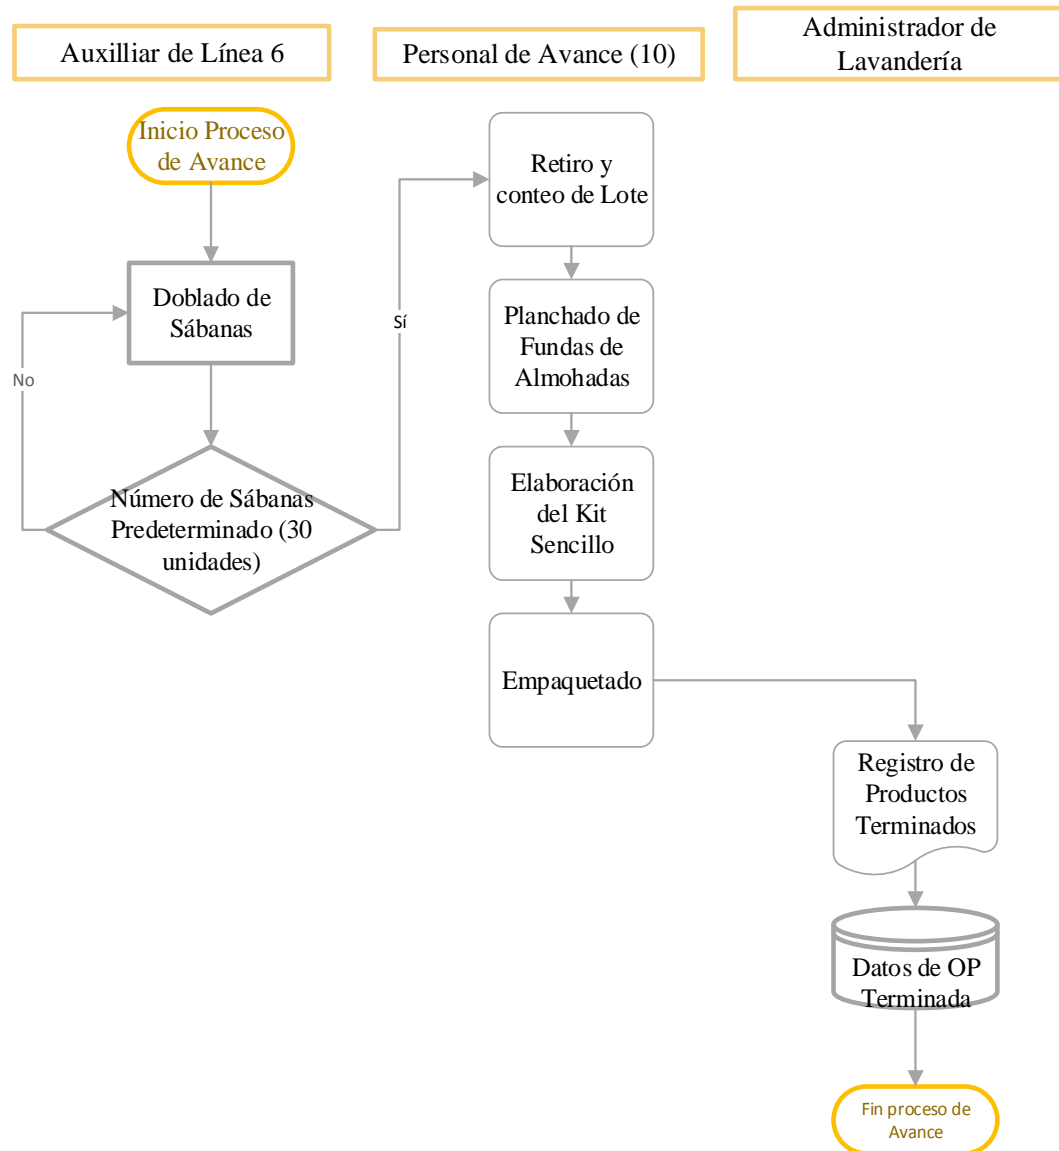 Auxilliar de Línea 6
Personal de Avance (10)
Administrador de
Lavandería
Inicio Proceso
de Avance
Doblado de
Sábanas
No
Número de Sábanas
Predeterminado (30
unidades)
Sí
Retiro y
conteo de Lote
Planchado de
Fundas de
Almohadas
Elaboración
del Kit
Sencillo
Empaquetado
Registro de
Productos
Terminados
Datos de OP
Terminada
Fin proceso de
Avance